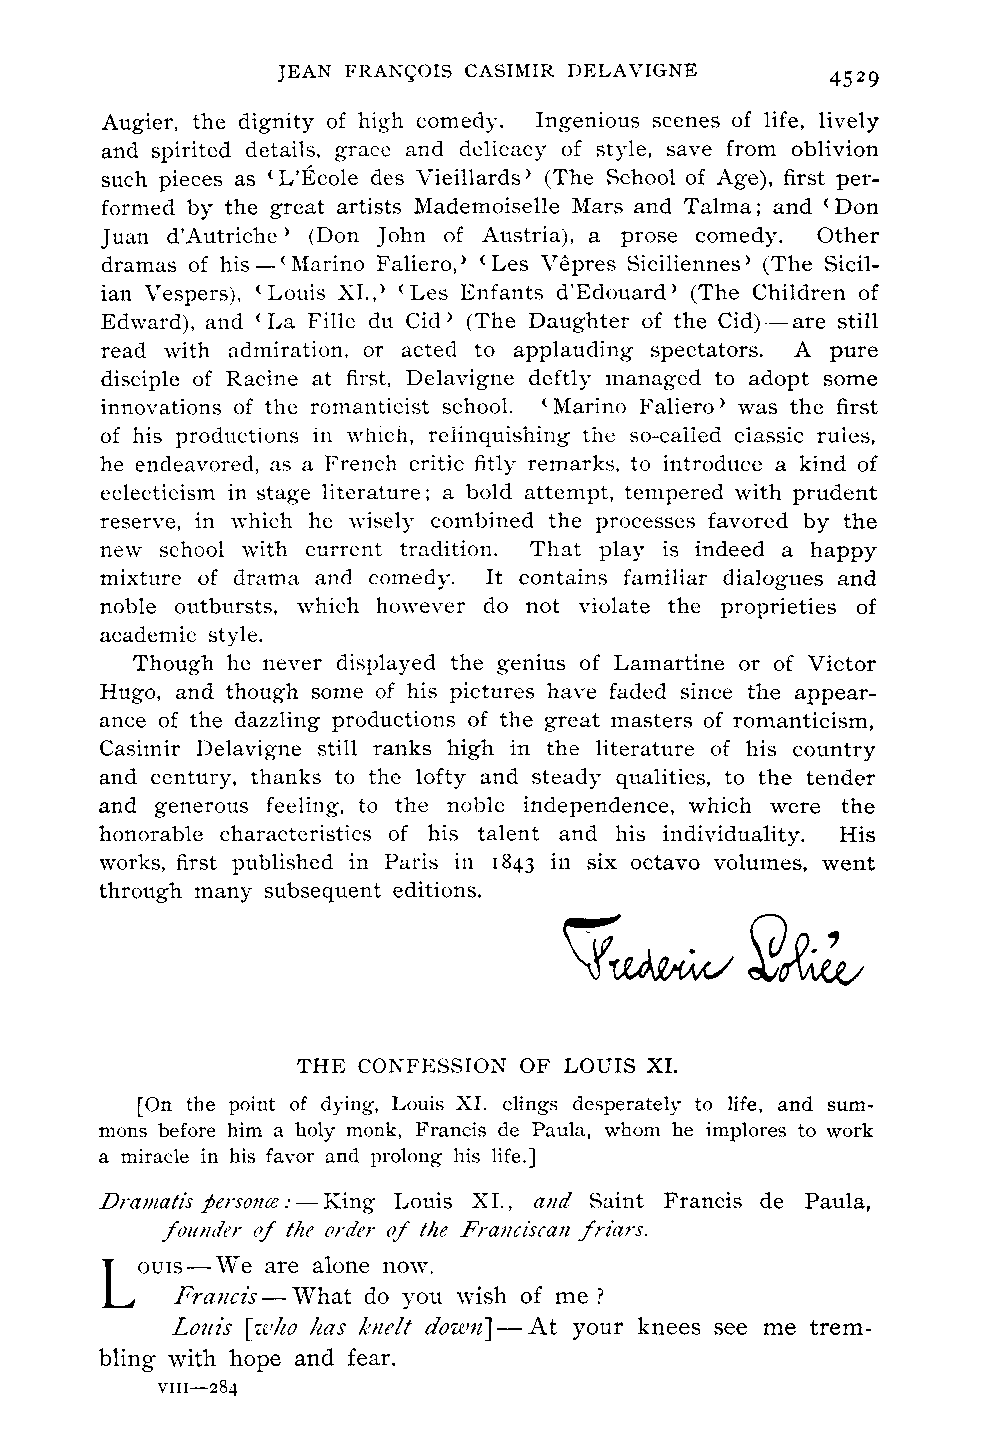 JEAN FRANÇOIS CASIMIR DELAVIGNE 4529
Augier, the dignity of high comedy. Ingenious scenes of life, lively
and spirited details, grace and delicacy of style, save from oblivion
such pieces as ‘L’École des Vieillards’ (The School of Age), first per-
formed by the great artists Mademoiselle Mars and Talma; and ‘Don
Juan d’Autriche’ (Don John of Austria), a prose comedy. Other
dramas of his—‘Marino Faliero,’ ‘Les Vêpres Siciliennes’ (The Sicil-
ian Vespers), ‘Louis XI.,’ ‘Les Enfants d’Edouard’ (The Children of
Edward), and ‘La Fille du Cid’ (The Daughter of the Cid)—are still
read with admiration, or acted to applauding spectators. A pure
disciple of Racine at first, Delavigne deftly managed to adopt some
innovations of the romanticist school. ‘Marino Faliero’ was the first
of his productions in which, relinquishing the so-called classic rules,
he endeavored, as a French critic fitly remarks, to introduce a kind of
eclecticism in stage literature; a bold attempt, tempered with prudent
reserve, in which he wisely combined the processes favored by the
new school with current tradition. That play is indeed a happy
mixture of drama and comedy. It contains familiar dialogues and
noble outbursts, which however do not violate the proprieties of
academic style.
Though he never displayed the genius of Lamartine or of Victor
Hugo, and though some of his pictures have faded since the appear-
ance of the dazzling productions of the great masters of romanticism,
Casimir Delavigne still ranks high in the literature of his country
and century, thanks to the lofty and steady qualities, to the tender
and generous feeling, to the noble independence, which were the
honorable characteristics of his talent and his individuality. His
works, first published in Paris in 1843 in six octavo volumes, went
through many subsequent editions.
Frederic Loliée
THE CONFESSION OF LOUIS XI.
[On the point of dying, Louis XI. clings desperately to life, and sum-
mons before him a holy monk, Francis de Paula, whom he implores to work
a miracle in his favor and prolong his life.]
Dramatis personæ:—King Louis XI., and Saint Francis de Paula,
founder of the order of the Franciscan friars.
LOUIS—We are alone now.
Francis—What do you wish of me?
Louis [who has knelt down]—At your knees see me trem-
bling with hope and fear.
VIII—284